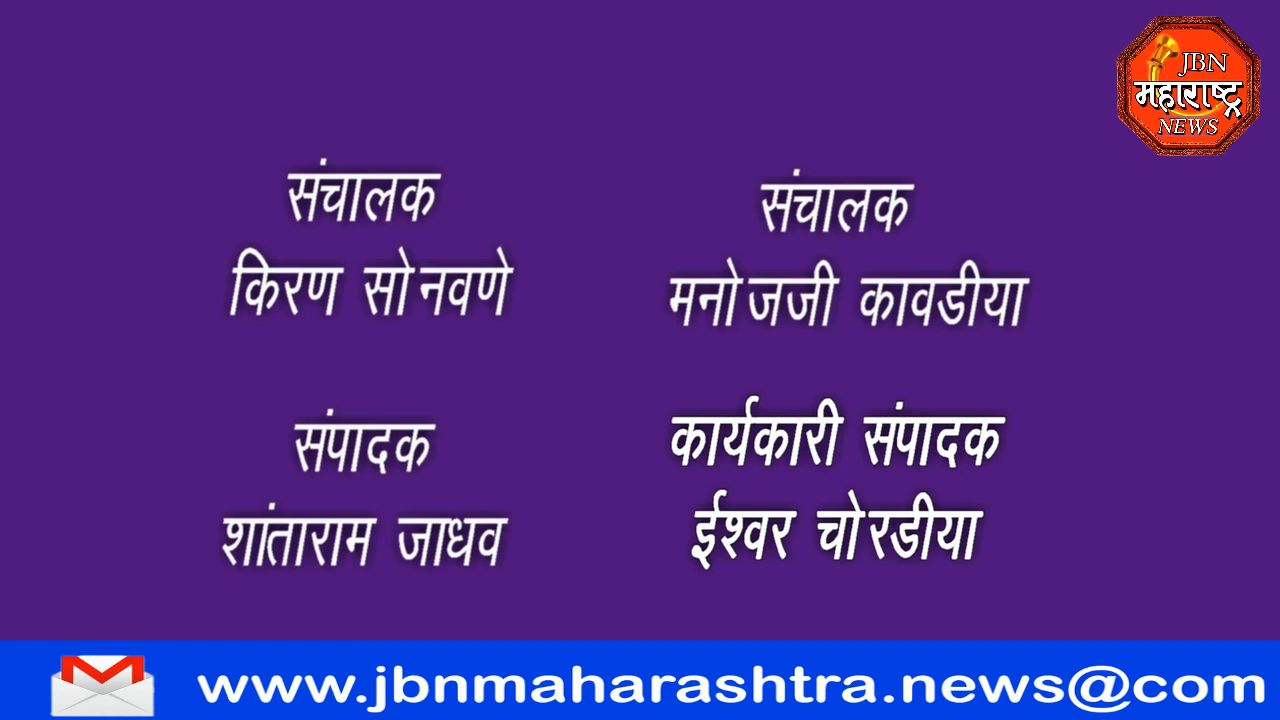 JBN
महाराष्ट्र
NEWS
संचालक
किरण सोनवणे
संचालक
मनोजजी कावडीया
संपादक
शांताराम जाधव
कार्यकारी संपादक
ईश्वर चोरडीया
www.jbnmaharashtra.news@com